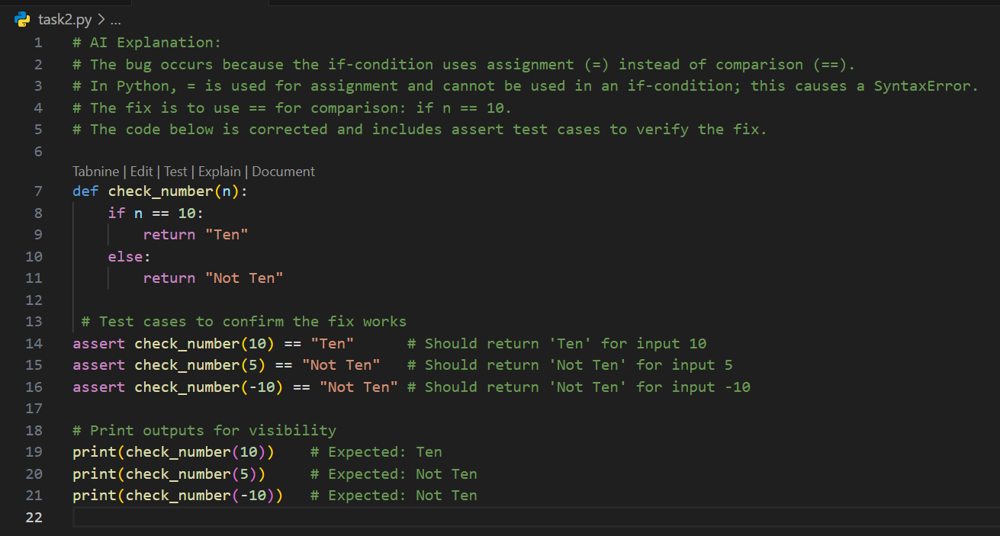 task2.py > ...
1 # AI Explanation:
2 # The bug occurs because the if-condition uses assignment (=) instead of comparison (==).
3 # In Python, = is used for assignment and cannot be used in an if-condition; this causes a SyntaxError.
4 # The fix is to use == for comparison: if n == 10.
5 # The code below is corrected and includes assert test cases to verify the fix.
6
Tabnine | Edit | Test | Explain | Document
7 def check_number(n):
8     if n == 10:
9         return "Ten"
10     else:
11         return "Not Ten"
12
13  # Test cases to confirm the fix works
14 assert check_number(10) == "Ten"      # Should return 'Ten' for input 10
15 assert check_number(5) == "Not Ten"   # Should return 'Not Ten' for input 5
16 assert check_number(-10) == "Not Ten" # Should return 'Not Ten' for input -10
17
18 # Print outputs for visibility
19 print(check_number(10))    # Expected: Ten
20 print(check_number(5))     # Expected: Not Ten
21 print(check_number(-10))   # Expected: Not Ten
22